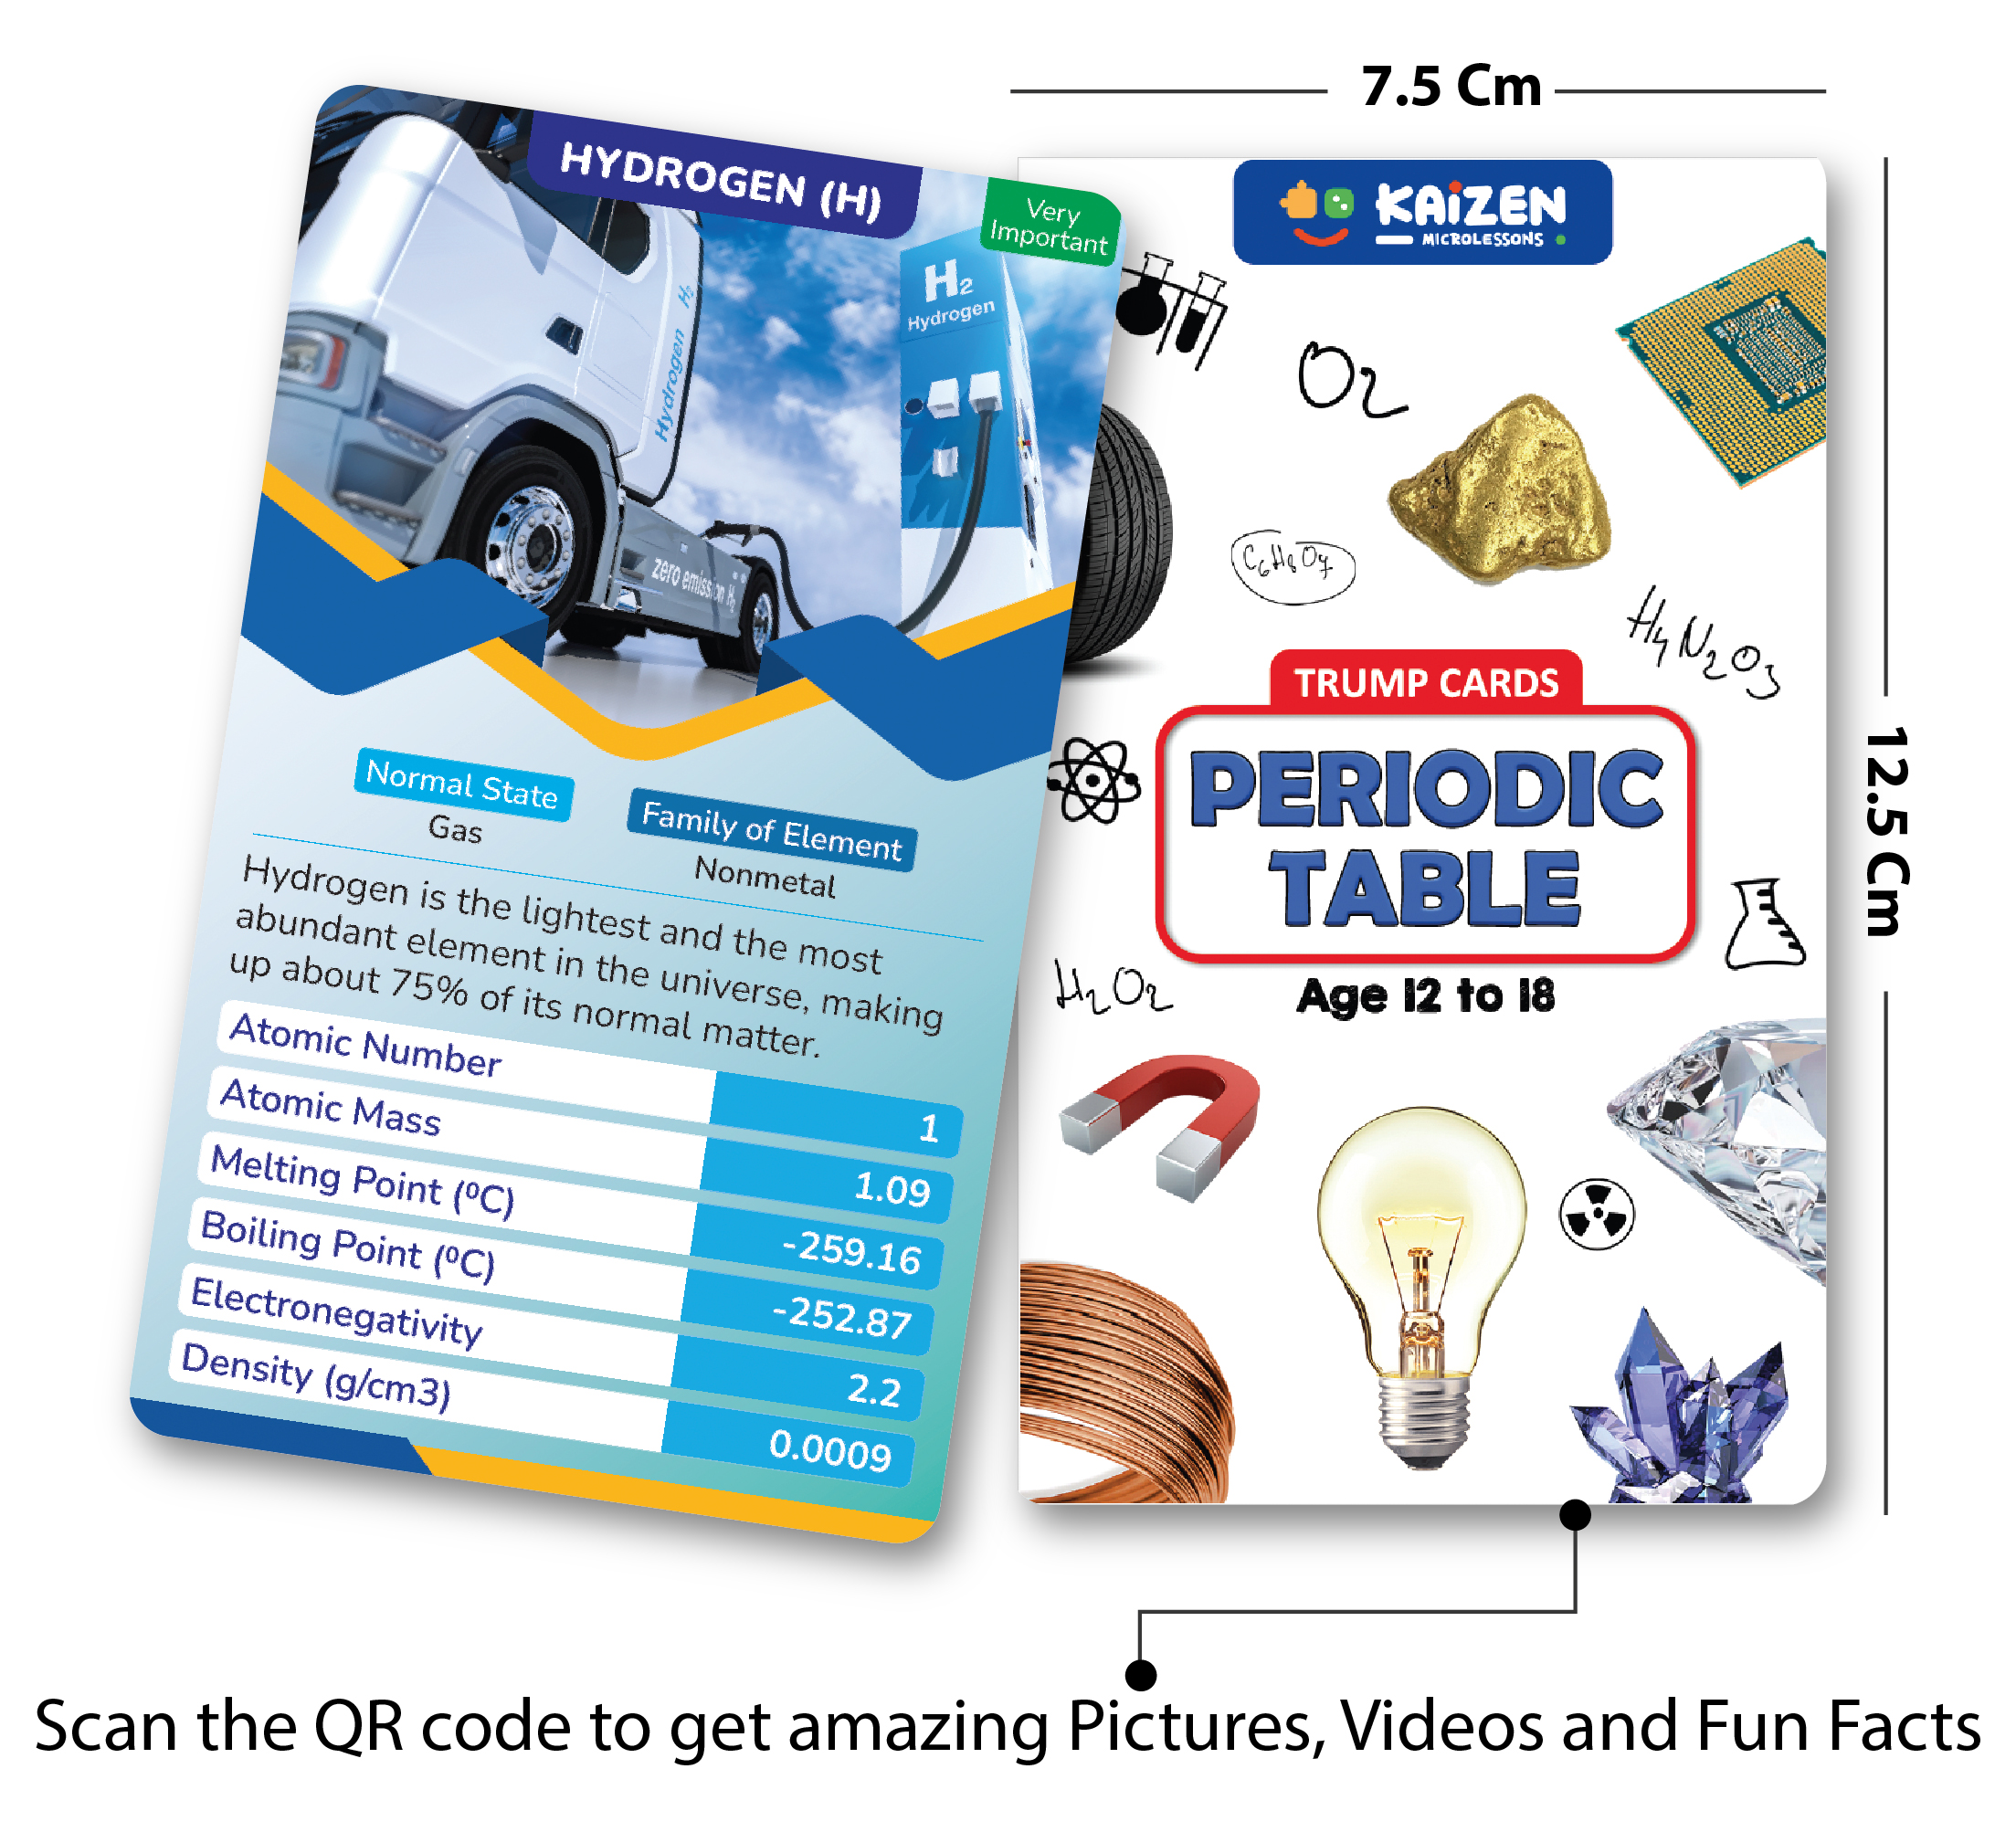 7.5 Cm
HYDROGEN (H)
Very
Important
H2
Hydrogen
Hydrogen H2
zero emission H2
Normal State
Gas
Family of Element
Nonmetal
Hydrogen is the lightest and the most
abundant element in the universe, making
up about 75% of its normal matter.
Atomic Number 1
Atomic Mass 1.09
Melting Point (⁰C) -259.16
Boiling Point (⁰C) -252.87
Electronegativity 2.2
Density (g/cm3) 0.0009
KAiZEN
MICROLESSONS
O2
C6H8O7
H4N2O3
TRUMP CARDS
PERIODIC
TABLE
Age 12 to 18
H2O2
12.5 Cm
Scan the QR code to get amazing Pictures, Videos and Fun Facts